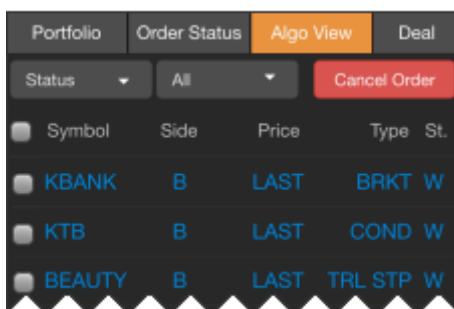 Portfolio Order Status Algo View Deal
Status All Cancel Order
Symbol Side Price Type St.
KBANK B LAST BRKT W
KTB B LAST COND W
BEAUTY B LAST TRL STP W